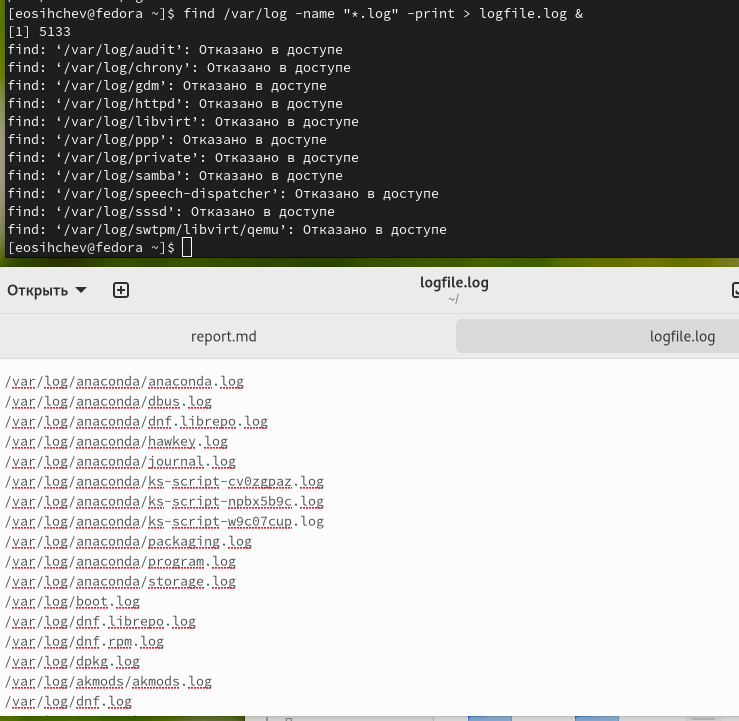 [eosihchev@fedora ~]$ find /var/log -name "*.log" -print > logfile.log &
[1] 5133
find: ‘/var/log/audit’: Отказано в доступе
find: ‘/var/log/chrony’: Отказано в доступе
find: ‘/var/log/gdm’: Отказано в доступе
find: ‘/var/log/httpd’: Отказано в доступе
find: ‘/var/log/libvirt’: Отказано в доступе
find: ‘/var/log/ppp’: Отказано в доступе
find: ‘/var/log/private’: Отказано в доступе
find: ‘/var/log/samba’: Отказано в доступе
find: ‘/var/log/speech-dispatcher’: Отказано в доступе
find: ‘/var/log/sssd’: Отказано в доступе
find: ‘/var/log/swtpm/libvirt/qemu’: Отказано в доступе
[eosihchev@fedora ~]$
Открыть
logfile.log
~/
report.md
logfile.log
/var/log/anaconda/anaconda.log
/var/log/anaconda/dbus.log
/var/log/anaconda/dnf.librepo.log
/var/log/anaconda/hawkey.log
/var/log/anaconda/journal.log
/var/log/anaconda/ks-script-cv0zgpaz.log
/var/log/anaconda/ks-script-npbx5b9c.log
/var/log/anaconda/ks-script-w9c07cup.log
/var/log/anaconda/packaging.log
/var/log/anaconda/program.log
/var/log/anaconda/storage.log
/var/log/boot.log
/var/log/dnf.librepo.log
/var/log/dnf.rpm.log
/var/log/dpkg.log
/var/log/akmods/akmods.log
/var/log/dnf.log